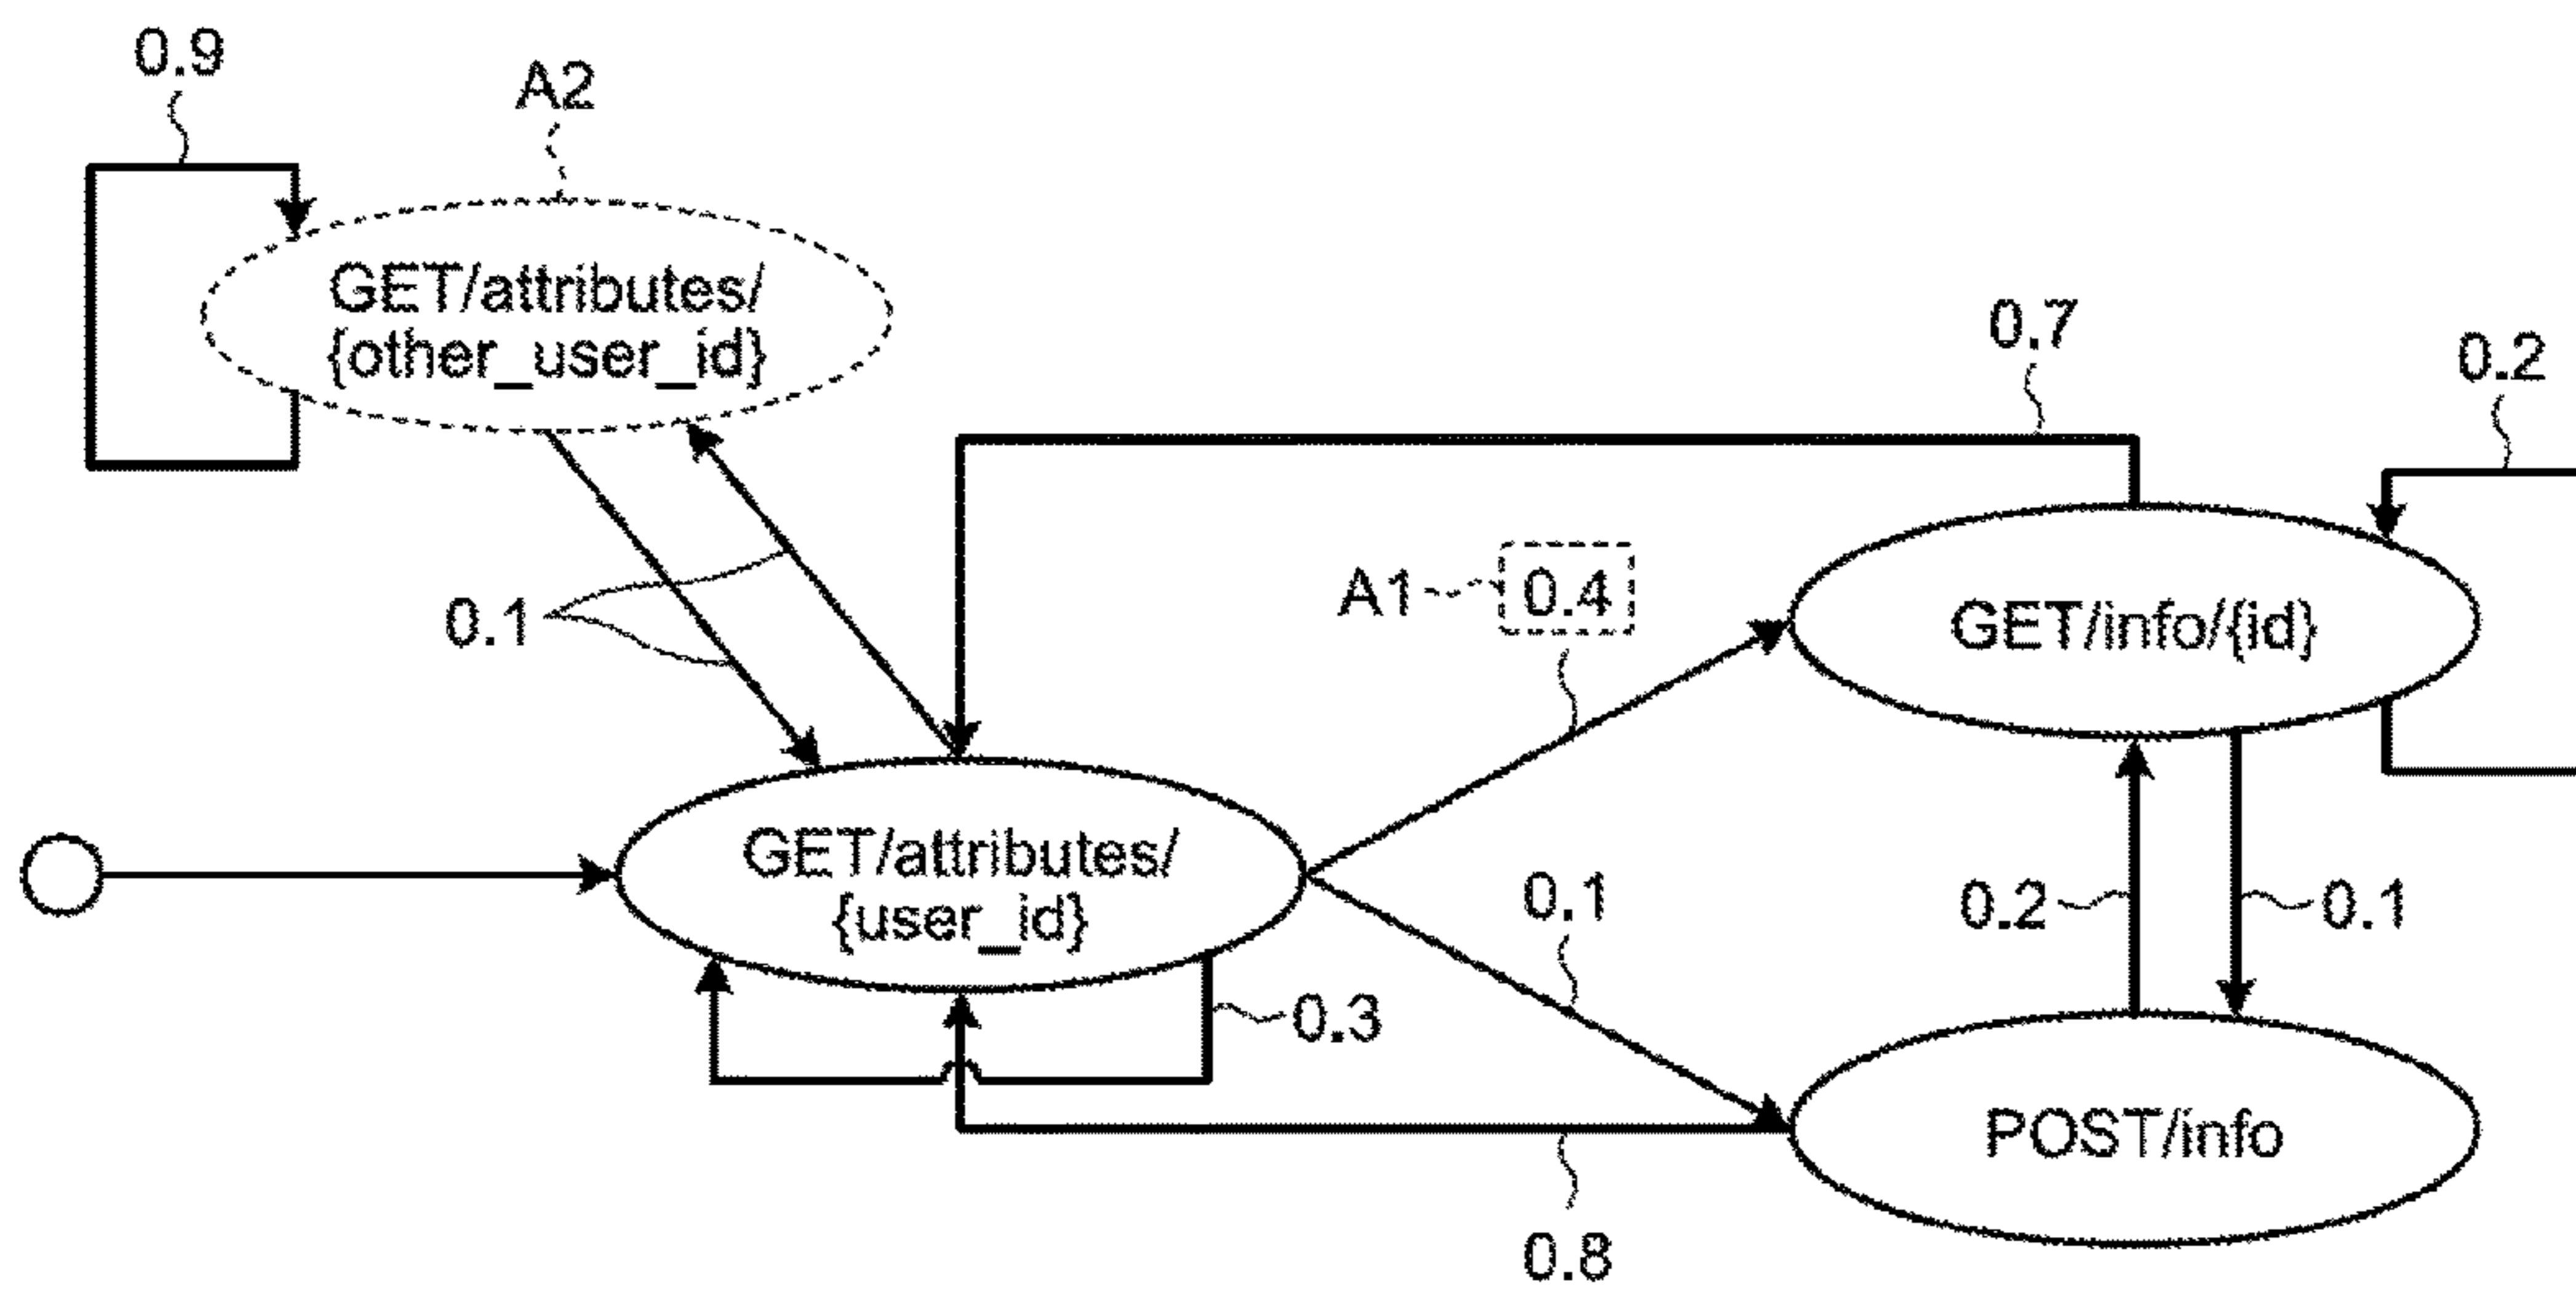 0.9
A2
GET/attributes/
{other_user_id}
0.7
0.2
A1
0.4
0.1
GET/info/{id}
GET/attributes/
{user_id}
0.1
0.2
0.1
0.3
POST/info
0.8